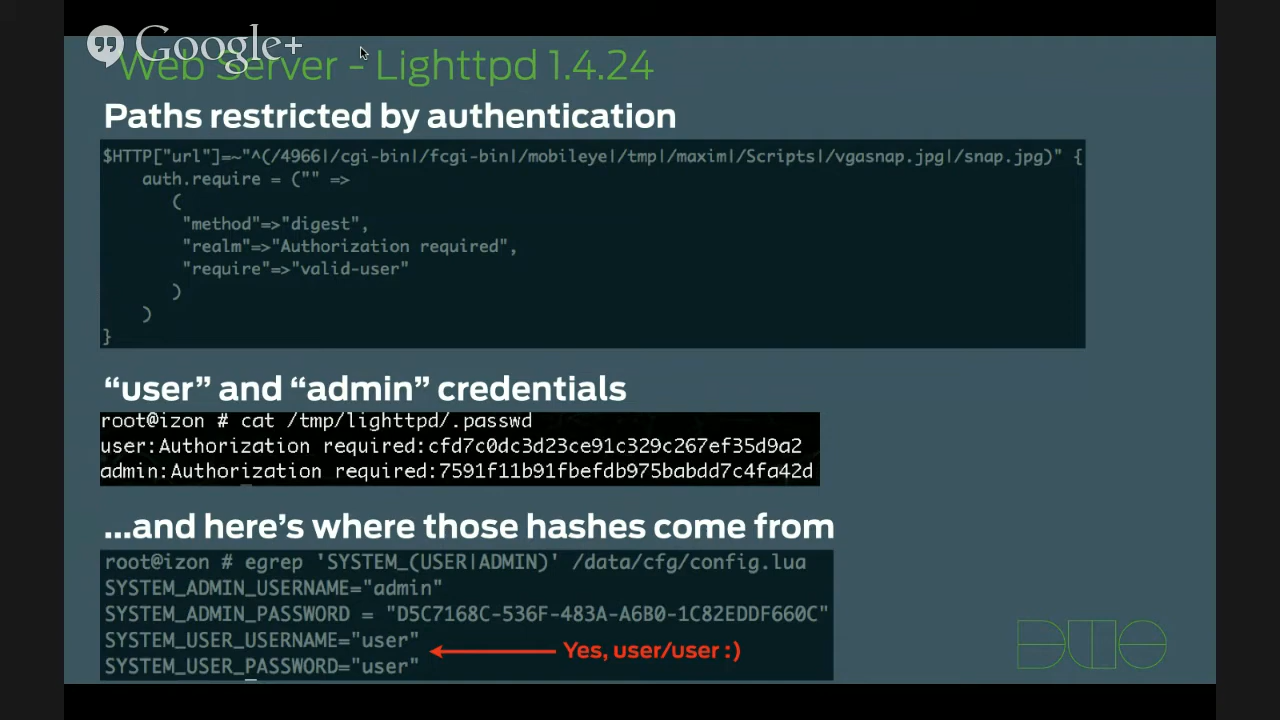 Google+
Web Server - Lighttpd 1.4.24
Paths restricted by authentication
$HTTP["url"]=~"^(/4966|/cgi-bin|/fcgi-bin|/mobileye|/tmp|/maxim|/Scripts|/vgasnap.jpg|/snap.jpg)" {
auth.require = ("" =>
(
"method"=>"digest",
"realm"=>"Authorization required",
"require"=>"valid-user"
)
)
}
“user” and “admin” credentials
root@izon # cat /tmp/lighttpd/.passwd
user:Authorization required:cfd7c0dc3d23ce91c329c267ef35d9a2
admin:Authorization required:7591f11b91fbefdb975babdd7c4fa42d
...and here’s where those hashes come from
root@izon # egrep 'SYSTEM_(USER|ADMIN)' /data/cfg/config.lua
SYSTEM_ADMIN_USERNAME="admin"
SYSTEM_ADMIN_PASSWORD = "D5C7168C-536F-483A-A6B0-1C82EDDF660C"
SYSTEM_USER_USERNAME="user"
SYSTEM_USER_PASSWORD="user"
Yes, user/user :)
DUO